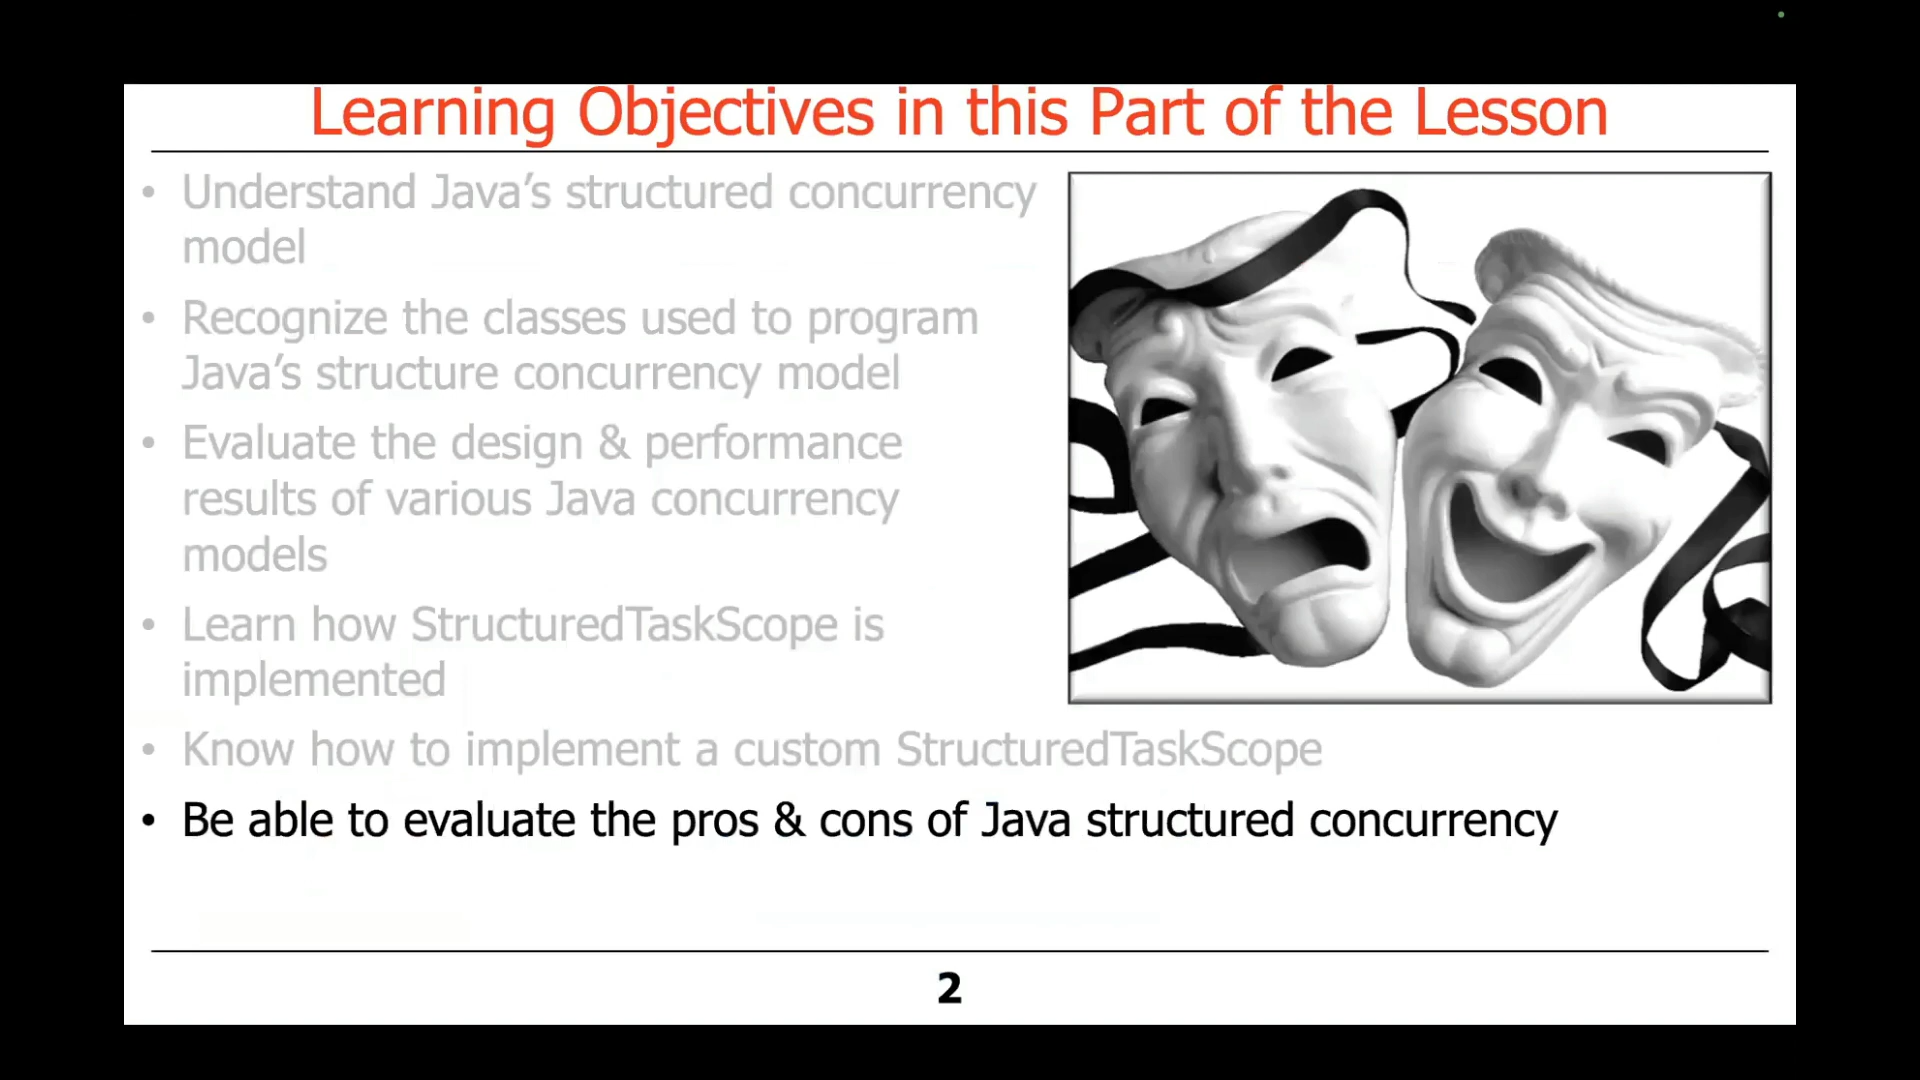 Learning Objectives in this Part of the Lesson
• Understand Java’s structured concurrency
model
• Recognize the classes used to program
Java’s structure concurrency model
• Evaluate the design & performance
results of various Java concurrency
models
• Learn how StructuredTaskScope is
implemented
• Know how to implement a custom StructuredTaskScope
• Be able to evaluate the pros & cons of Java structured concurrency
2